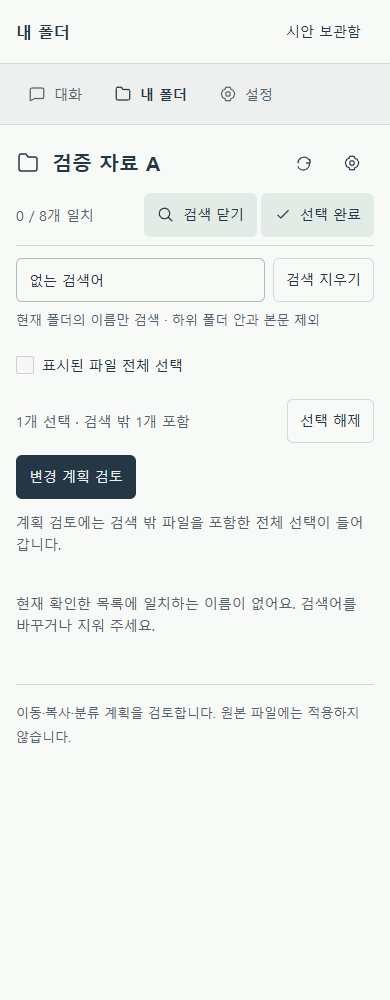 내 폴더
시안 보관함
대화
내 폴더
설정
검증 자료 A
0 / 8개 일치
검색 닫기
선택 완료
없는 검색어
검색 지우기
현재 폴더의 이름만 검색 · 하위 폴더 안과 본문 제외
표시된 파일 전체 선택
1개 선택 · 검색 밖 1개 포함
선택 해제
변경 계획 검토
계획 검토에는 검색 밖 파일을 포함한 전체 선택이 들어
갑니다.
현재 확인한 목록에 일치하는 이름이 없어요. 검색어를
바꾸거나 지워 주세요.
이동·복사·분류 계획을 검토합니다. 원본 파일에는 적용하지
않습니다.